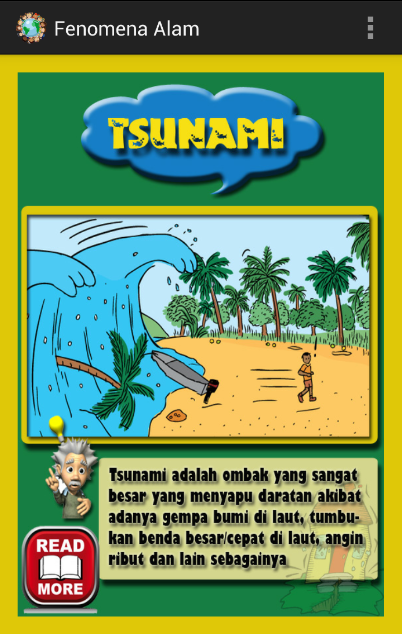 Fenomena Alam
TSUNAMI
Tsunami adalah ombak yang sangat
besar yang menyapu daratan akibat
adanya gempa bumi di laut, tumbu-
kan benda besar/cepat di laut, angin
ribut dan lain sebagainya
READ
MORE